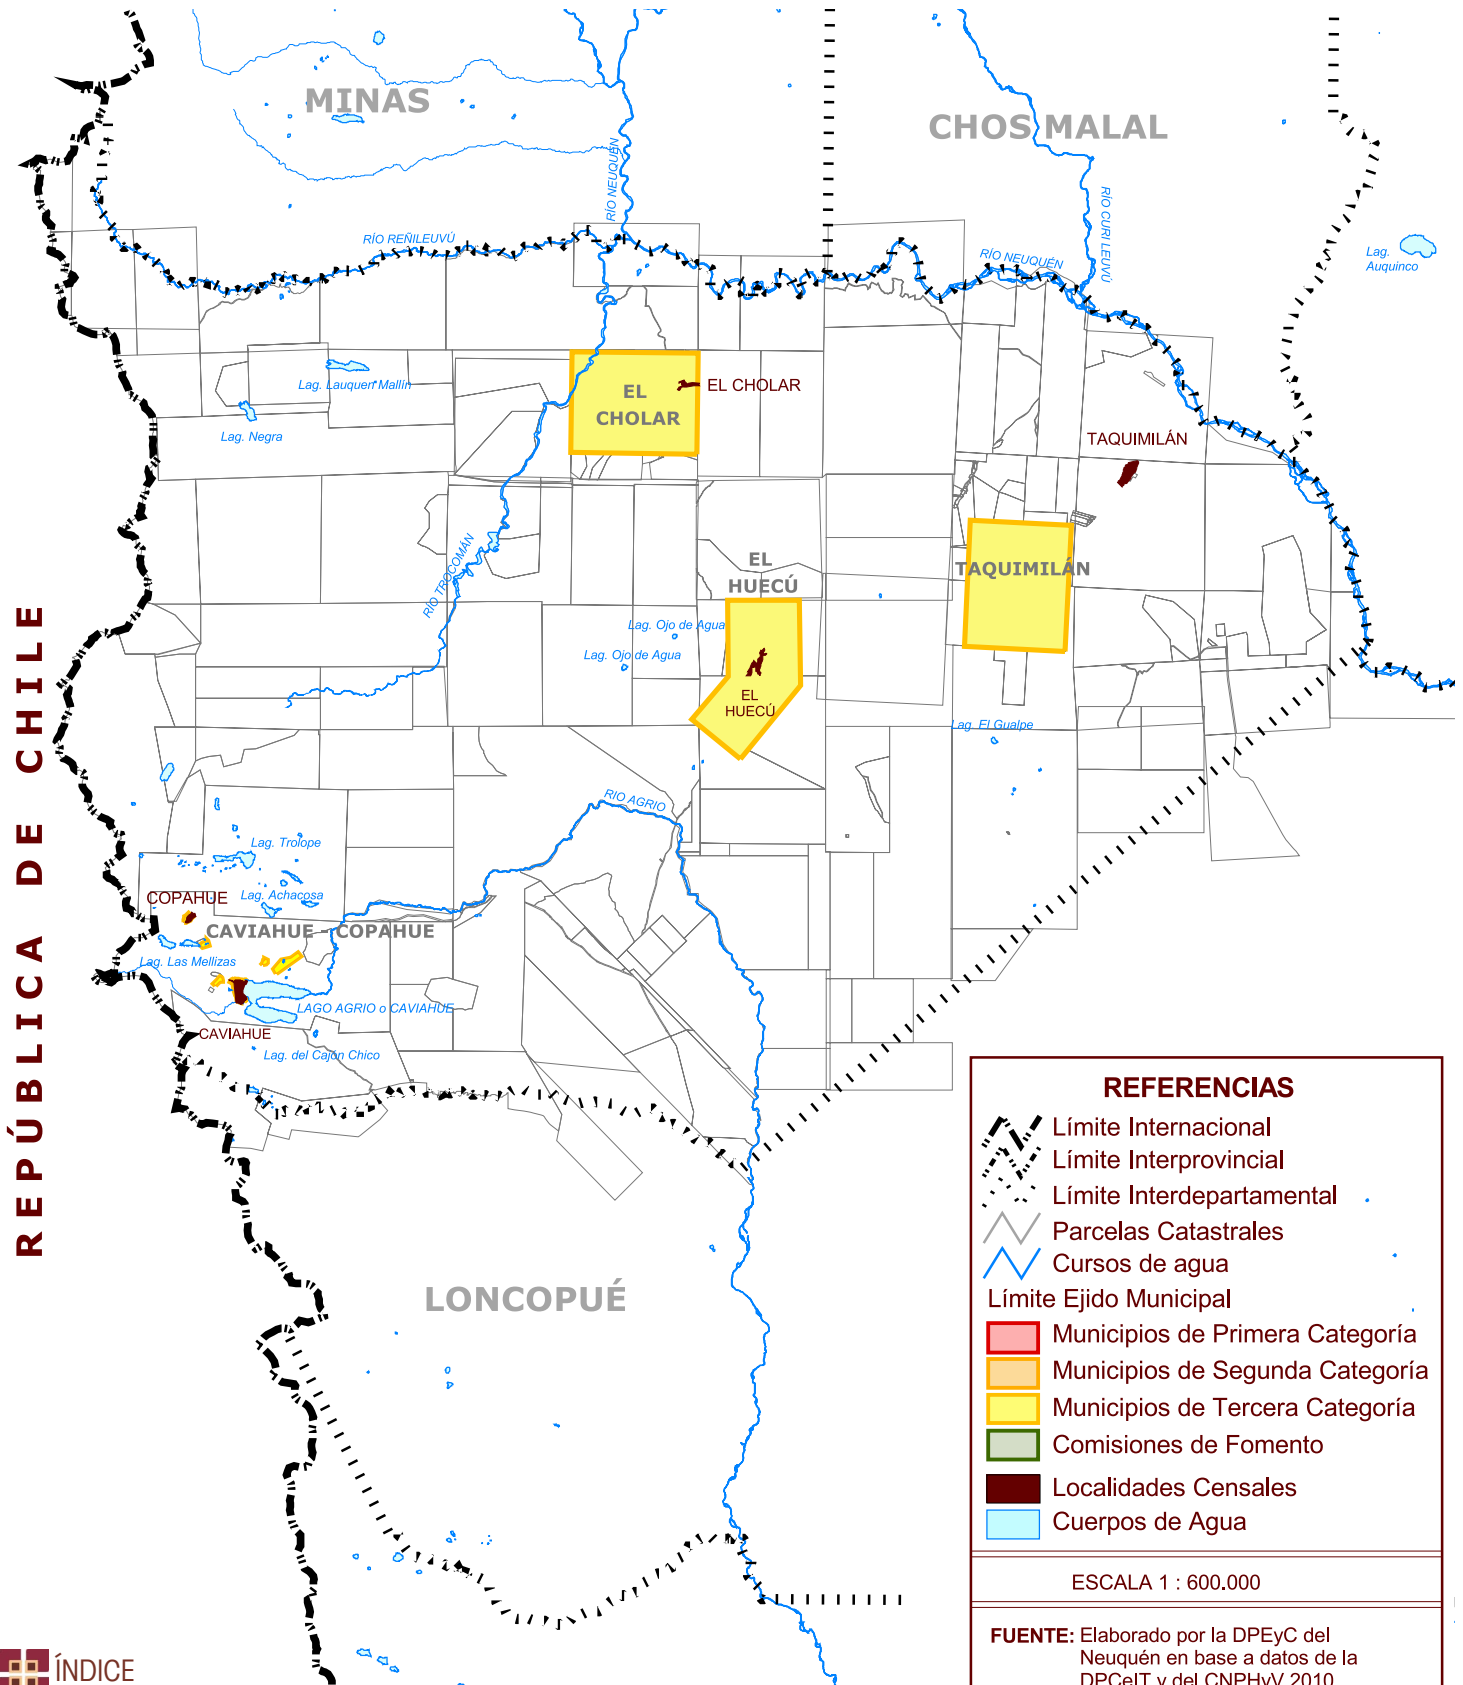 MINAS
CHOS MALAL
RÍO NEUQUÉN
RÍO CURI LEUVÚ
RÍO REÑILEUVÚ
RÍO NEUQUÉN
Lag.
Auquinco
Lag. Lauquen Mallín
EL
CHOLAR
EL CHOLAR
Lag. Negra
TAQUIMILÁN
RÍO TROCOMÁN
EL
HUECÚ
TAQUIMILÁN
Lag. Ojo de Agua
Lag. Ojo de Agua
EL
HUECÚ
Lag. El Gualpe
REPÚBLICA DE CHILE
RIO AGRIO
Lag. Trolope
Lag. Achacosa
COPAHUE
CAVIAHUE - COPAHUE
Lag. Las Mellizas
LAGO AGRIO o CAVIAHUE
CAVIAHUE
Lag. del Cajón Chico
LONCOPUÉ
REFERENCIAS
Límite Internacional
Límite Interprovincial
Límite Interdepartamental
Parcelas Catastrales
Cursos de agua
Límite Ejido Municipal
Municipios de Primera Categoría
Municipios de Segunda Categoría
Municipios de Tercera Categoría
Comisiones de Fomento
Localidades Censales
Cuerpos de Agua
ESCALA 1 : 600.000
FUENTE: Elaborado por la DPEyC del
Neuquén en base a datos de la
DPCeIT y del CNPHyV 2010
ÍNDICE